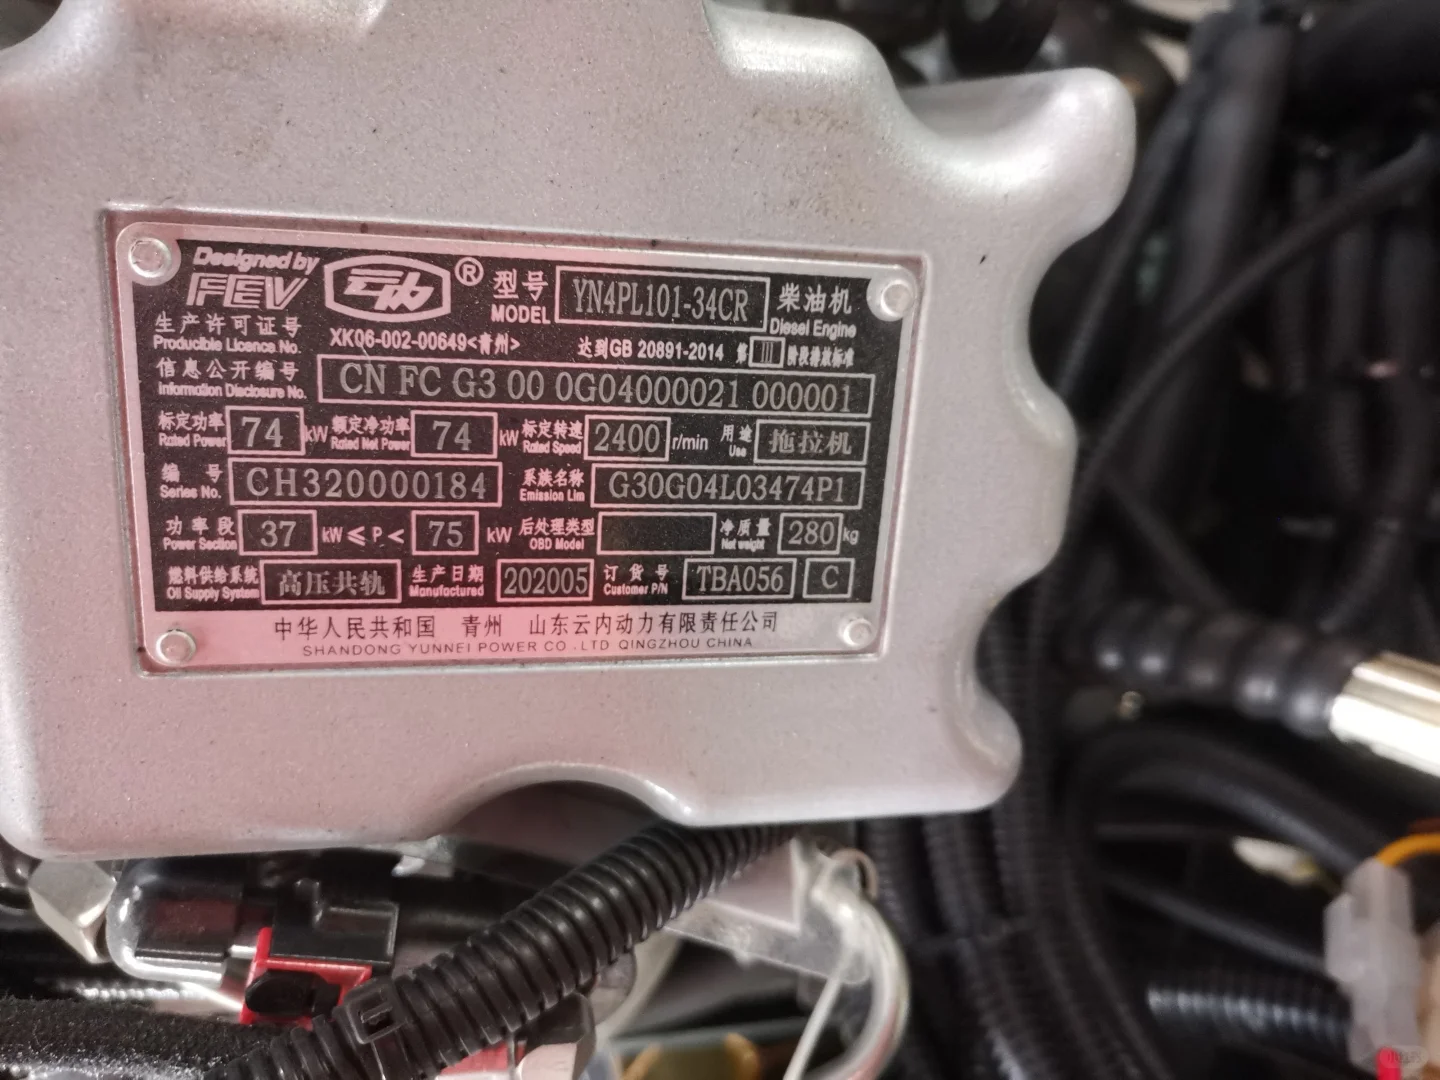 Designed by
FEV
云内 ® 型号 MODEL YN4PL101-34CR 柴油机 Diesel Engine
生产许可证号 Producible Licence No. XK06-002-00649<青州> 达到GB 20891-2014 第 III 阶段排放标准
信息公开编号 Information Disclosure No. CN FC G3 00 0G04000021 000001
标定功率 Rated Power 74 kW 额定净功率 Rated Net Power 74 kW 标定转速 Rated Speed 2400 r/min 用途 Use 拖拉机
编号 Series No. CH320000184 系族名称 Emission Lim G30G04L03474P1
功率段 Power Section 37 kW ≤ P < 75 kW 后处理类型 OBD Model 净质量 Net weight 280 kg
燃料供给系统 Oil Supply System 高压共轨 生产日期 Manufactured 202005 订货号 Customer P/N TBA056 C
中华人民共和国 青州 山东云内动力有限责任公司
SHANDONG YUNNEI POWER CO .LTD QINGZHOU CHINA
小红书